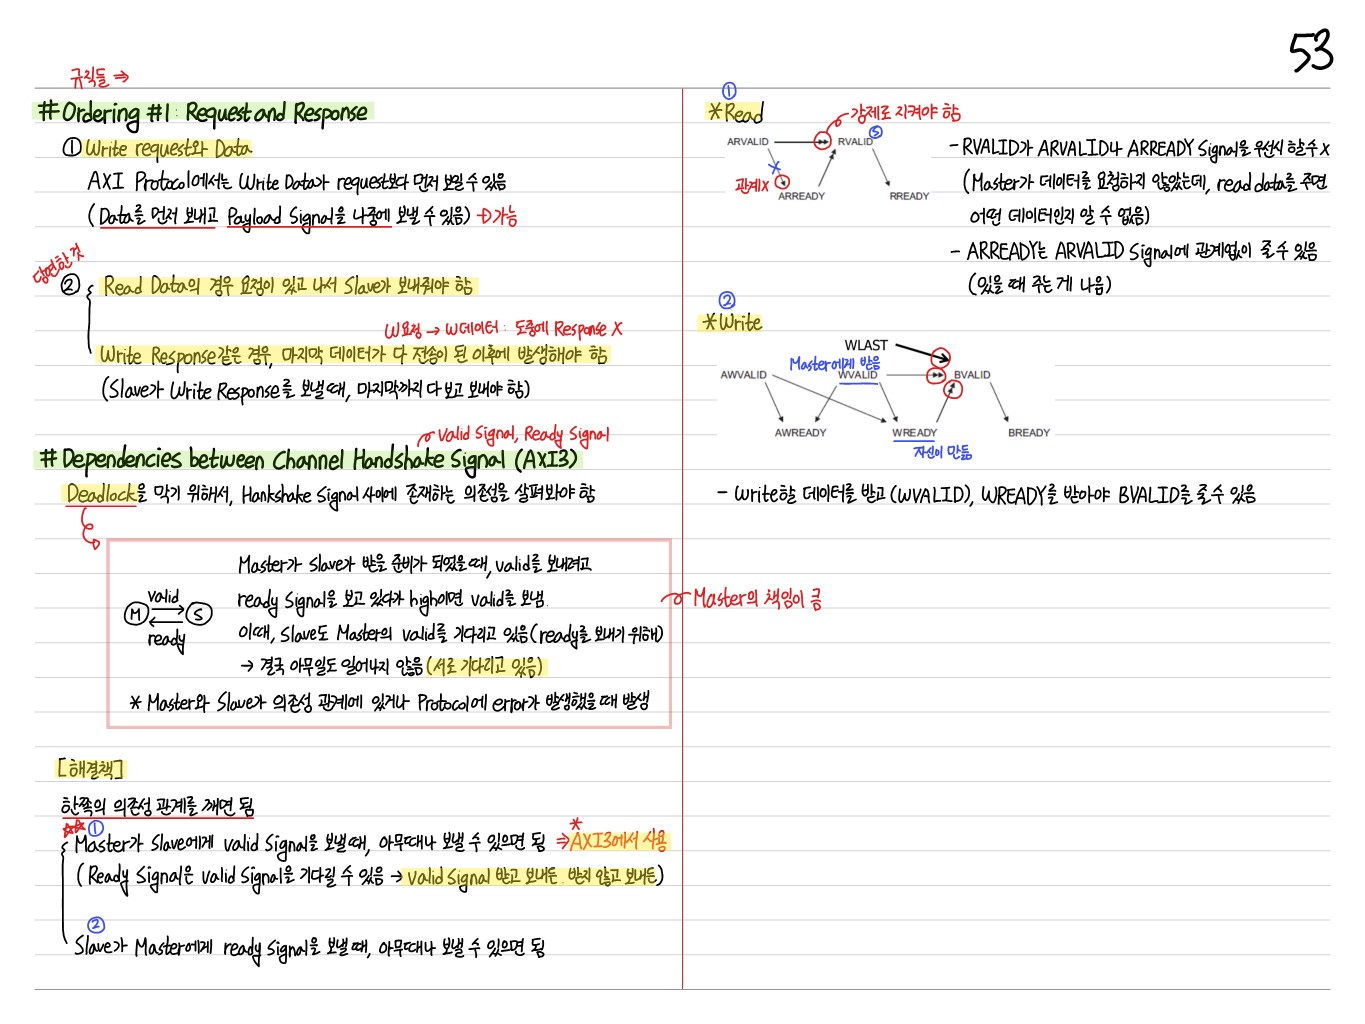 53
규칙들 ⇒
# Ordering #1 : Request and Response
① Write request와 Data
AXI Protocol에서는 Write Data가 request보다 먼저 보일 수 있음
(Data를 먼저 보내고 Payload Signal을 나중에 보낼 수 있음) → 가능
당연한 것
② Read Data의 경우 요청이 있고 나서 Slave가 보내줘야 함
W요청 → W데이터 : 도중에 Response X
Write Response같은 경우, 마지막 데이터가 다 전송이 된 이후에 발생해야 함
(Slave가 Write Response를 보낼 때, 마지막까지 다 보고 보내야 함)
Valid Signal, Ready Signal
# Dependencies between Channel Handshake Signal (AXI3)
Deadlock을 막기 위해서, Hankshake Signal 사이에 존재하는 의존성을 살펴봐야 함
Master가 Slave가 받을 준비가 되었을 때, valid를 보내려고
valid
M S
ready
ready Signal을 보고 있다가 high이면 valid를 보냄.
이때, Slave도 Master의 valid를 기다리고 있음(ready를 보내기 위해)
→ 결국 아무일도 일어나지 않음 (서로 기다리고 있음)
* Master와 Slave가 의존성 관계에 있거나 Protocol에 error가 발생했을 때 발생
Master의 책임이 큼
[해결책]
한쪽의 의존성 관계를 깨면 됨
① Master가 Slave에게 valid Signal을 보낼 때, 아무때나 보낼 수 있으면 됨 ⇒ *AXI3에서 사용
(Ready Signal은 valid Signal을 기다릴 수 있음 → valid Signal 받고 보내든. 받지 않고 보내든)
② Slave가 Master에게 ready Signal을 보낼 때, 아무때나 보낼 수 있으면 됨
①
*Read
강제로 지켜야 함
ARVALID RVALID Ⓢ
관계X
ARREADY RREADY
- RVALID가 ARVALID나 ARREADY Signal을 우선시 할 수 X
(Master가 데이터를 요청하지 않았는데, read data를 주면
어떤 데이터인지 알 수 없음)
- ARREADY는 ARVALID Signal에 관계없이 줄 수 있음
(있을 때 주는 게 나음)
②
*Write
WLAST
Master에게 받음
AWVALID WVALID BVALID
AWREADY WREADY BREADY
자신이 만듦
- Write할 데이터를 받고 (WVALID), WREADY를 받아야 BVALID를 줄 수 있음